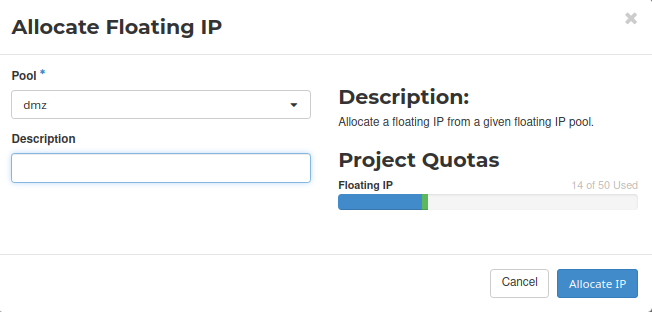 Allocate Floating IP
×
Pool *
dmz
Description
Description:
Allocate a floating IP from a given floating IP pool.
Project Quotas
Floating IP 14 of 50 Used
Cancel
Allocate IP